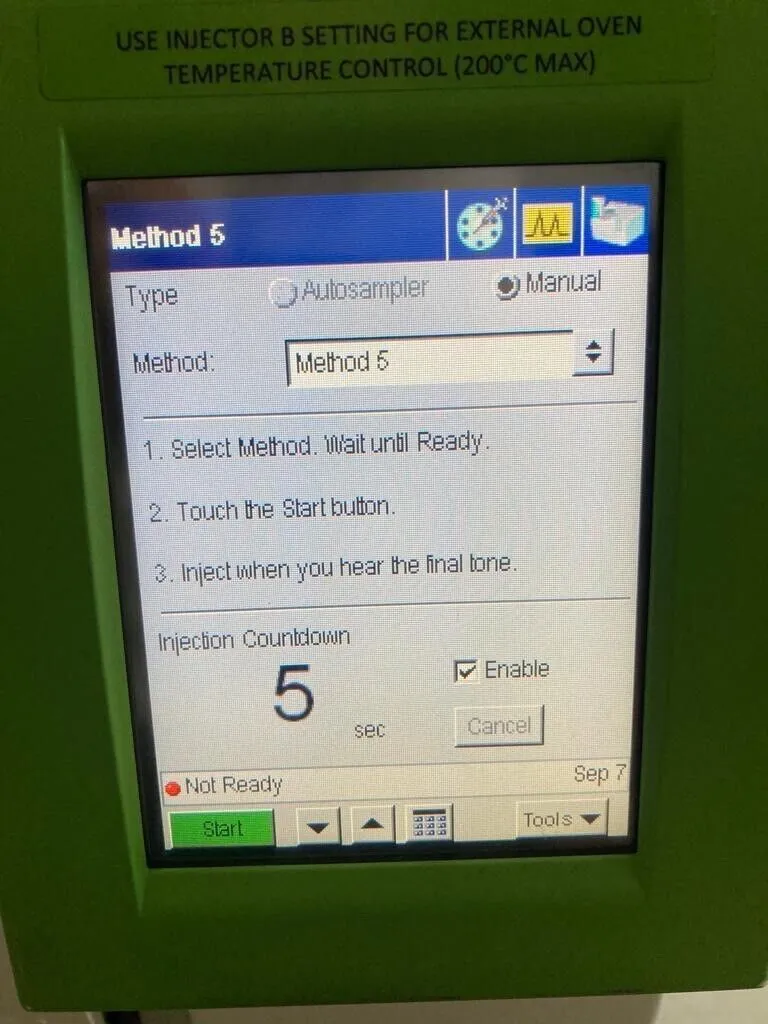 USE INJECTOR B SETTING FOR EXTERNAL OVEN
TEMPERATURE CONTROL (200°C MAX)
Method 5
Type Autosampler Manual
Method: Method 5
1. Select Method. Wait until Ready.
2. Touch the Start button.
3. Inject when you hear the final tone.
Injection Countdown
5 sec
Enable
Cancel
Not Ready Sep 7
Start Tools